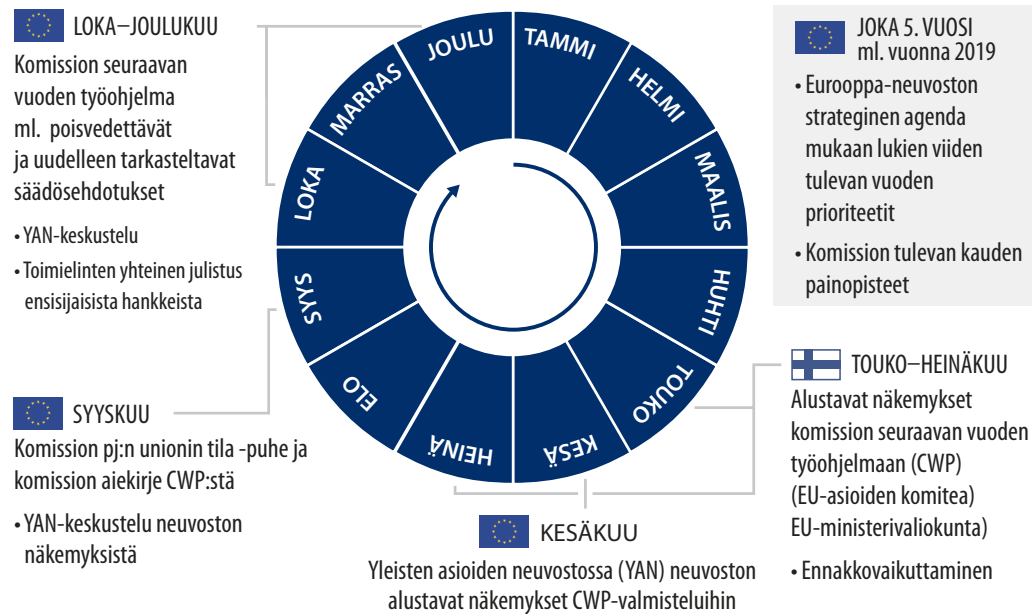 LOKA–JOULUKUU
Komission seuraavan
vuoden työohjelma
ml. poisvedettävät
ja uudelleen tarkasteltavat
säädösehdotukset
• YAN-keskustelu
• Toimielinten yhteinen julistus
ensisijaisista hankkeista
SYYSKUU
Komission pj:n unionin tila -puhe ja
komission aiekirje CWP:stä
• YAN-keskustelu neuvoston
näkemyksistä
TAMMI
HELMI
MAALIS
HUHTI
TOUKO
KESÄ
HEINÄ
ELO
SYYS
LOKA
MARRAS
JOULU
KESÄKUU
Yleisten asioiden neuvostossa (YAN) neuvoston
alustavat näkemykset CWP-valmisteluihin
JOKA 5. VUOSI
ml. vuonna 2019
• Eurooppa-neuvoston
strateginen agenda
mukaan lukien viiden
tulevan vuoden
prioriteetit
• Komission tulevan kauden
painopisteet
TOUKO–HEINÄKUU
Alustavat näkemykset
komission seuraavan vuoden
työohjelmaan (CWP)
(EU-asioiden komitea)
EU-ministerivaliokunta)
• Ennakkovaikuttaminen